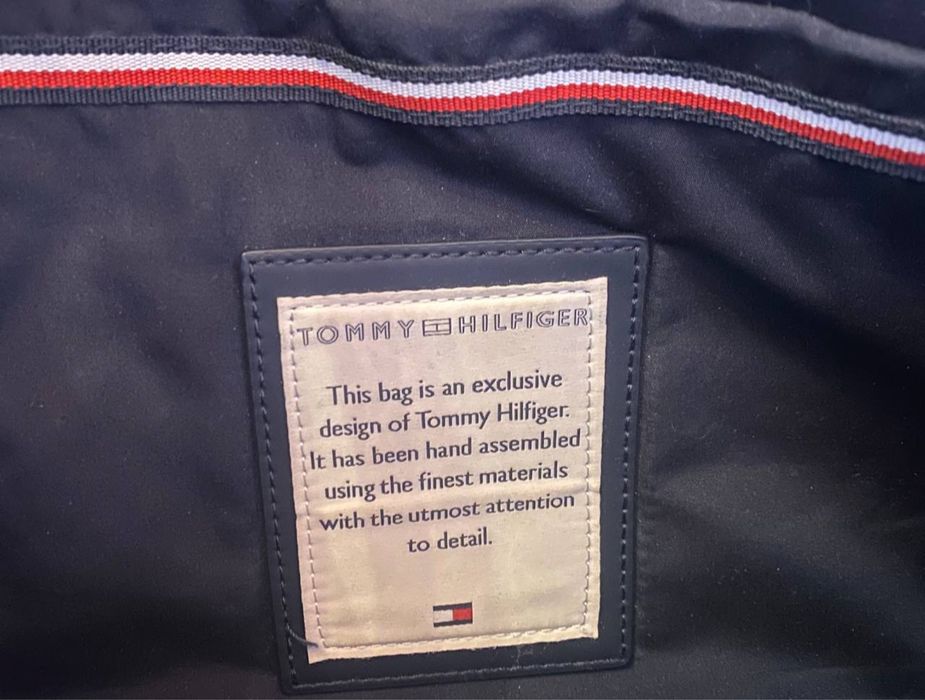 TOMMY HILFIGER
This bag is an exclusive
design of Tommy Hilfiger.
It has been hand assembled
using the finest materials
with the utmost attention
to detail.